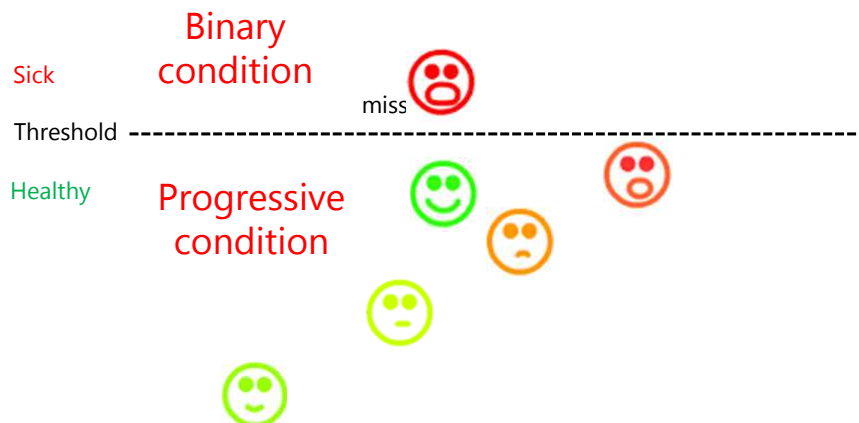 Binary
condition
Sick
miss
Threshold
Healthy
Progressive
condition